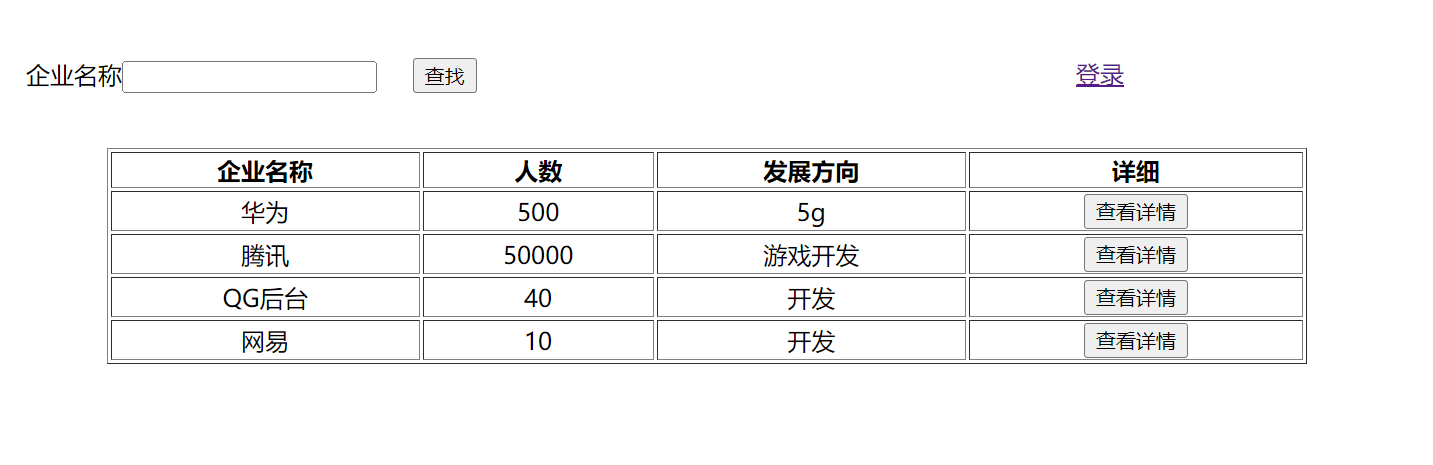 企业名称 查找 登录
企业名称 人数 发展方向 详细
华为 500 5g 查看详情
腾讯 50000 游戏开发 查看详情
QG后台 40 开发 查看详情
网易 10 开发 查看详情